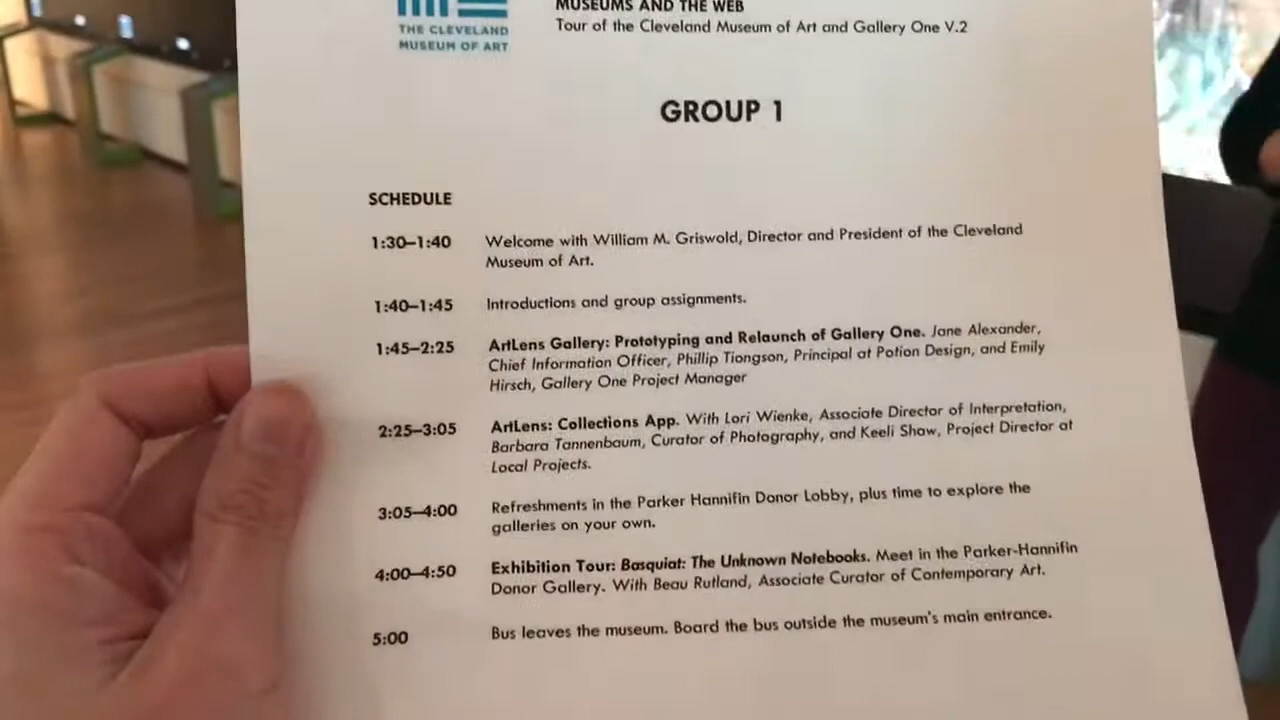 THE CLEVELAND
MUSEUM OF ART
MUSEUMS AND THE WEB
Tour of the Cleveland Museum of Art and Gallery One V.2
GROUP 1
SCHEDULE
1:30–1:40 Welcome with William M. Griswold, Director and President of the Cleveland
Museum of Art.
1:40–1:45 Introductions and group assignments.
1:45–2:25 ArtLens Gallery: Prototyping and Relaunch of Gallery One. Jane Alexander,
Chief Information Officer, Phillip Tiongson, Principal at Potion Design, and Emily
Hirsch, Gallery One Project Manager
2:25–3:05 ArtLens: Collections App. With Lori Wienke, Associate Director of Interpretation,
Barbara Tannenbaum, Curator of Photography, and Keeli Shaw, Project Director at
Local Projects.
3:05–4:00 Refreshments in the Parker Hannifin Donor Lobby, plus time to explore the
galleries on your own.
4:00–4:50 Exhibition Tour: Basquiat: The Unknown Notebooks. Meet in the Parker-Hannifin
Donor Gallery. With Beau Rutland, Associate Curator of Contemporary Art.
5:00 Bus leaves the museum. Board the bus outside the museum's main entrance.